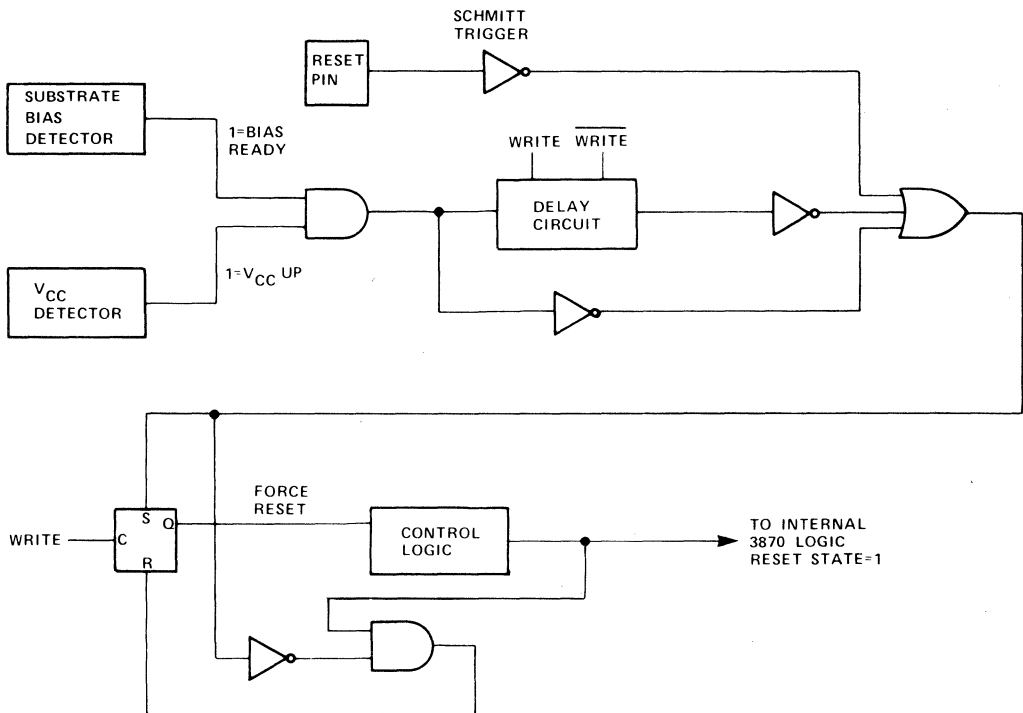 SCHMITT
TRIGGER
RESET
PIN
SUBSTRATE
BIAS
DETECTOR
1=BIAS
READY
WRITE
WRITE
DELAY
CIRCUIT
1=VCC UP
VCC
DETECTOR
FORCE
RESET
S
Q
C
R
WRITE
CONTROL
LOGIC
TO INTERNAL
3870 LOGIC
RESET STATE=1